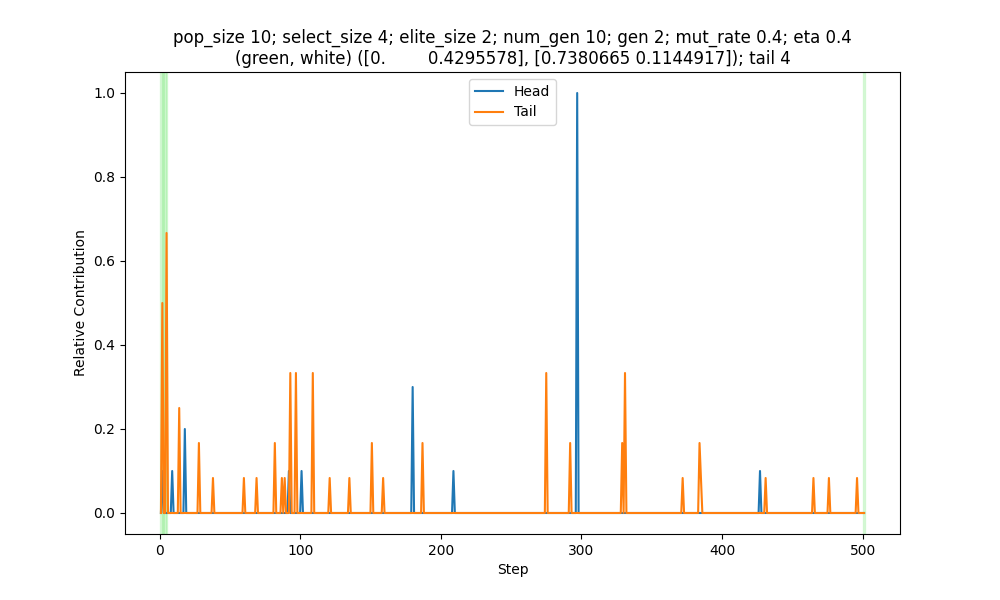 pop_size 10; select_size 4; elite_size 2; num_gen 10; gen 2; mut_rate 0.4; eta 0.4
(green, white) ([0.         0.4295578], [0.7380665 0.1144917]); tail 4
Head
Tail
1.0
0.8
0.6
0.4
0.2
0.0
Relative Contribution
0
100
200
300
400
500
Step